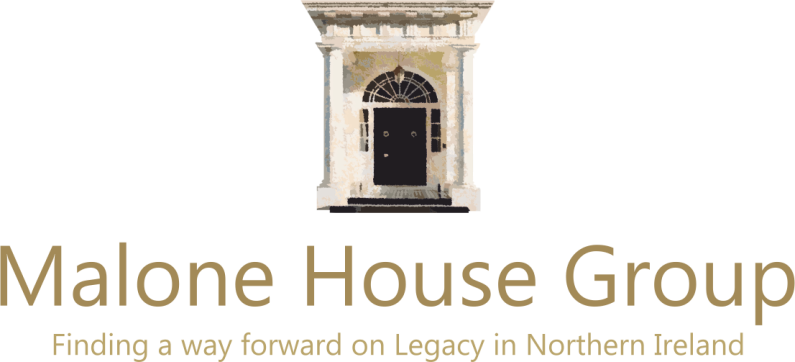 Malone House Group
Finding a way forward on Legacy in Northern Ireland